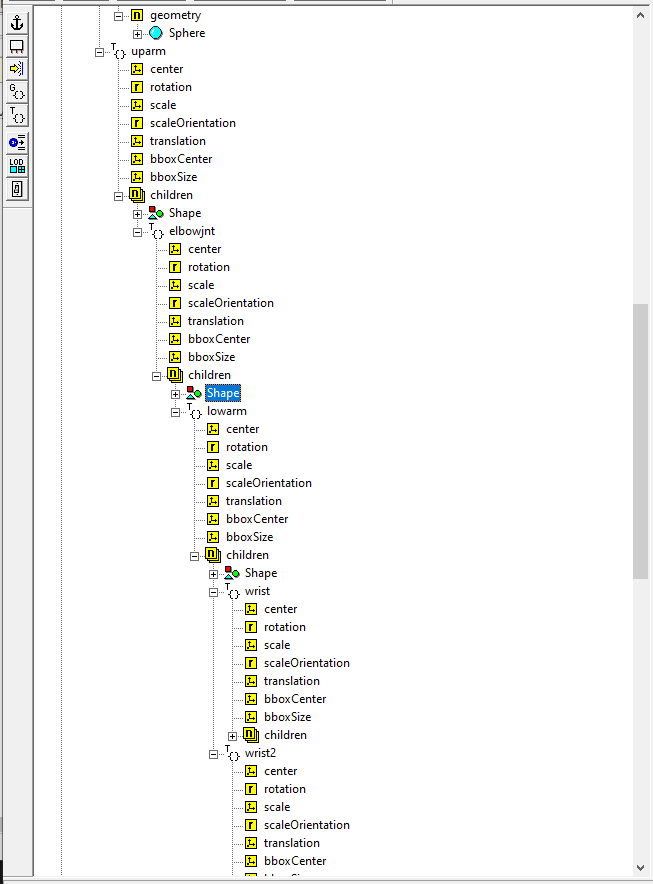 geometry
Sphere
uparm
center
rotation
scale
scaleOrientation
translation
bboxCenter
bboxSize
children
Shape
elbowjnt
center
rotation
scale
scaleOrientation
translation
bboxCenter
bboxSize
children
Shape
lowarm
center
rotation
scale
scaleOrientation
translation
bboxCenter
bboxSize
children
Shape
wrist
center
rotation
scale
scaleOrientation
translation
bboxCenter
bboxSize
children
wrist2
center
rotation
scale
scaleOrientation
translation
bboxCenter
LOD